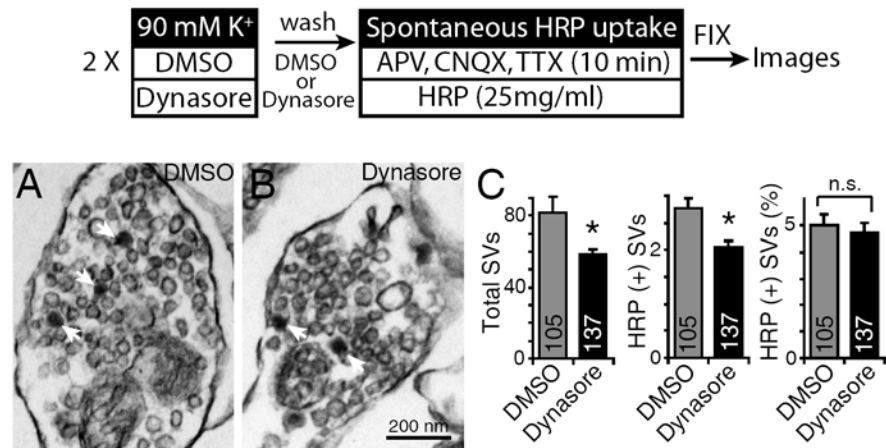 90 mM K+
2 X
DMSO
Dynasore
wash
DMSO
or
Dynasore
Spontaneous HRP uptake
APV, CNQX, TTX (10 min)
HRP (25mg/ml)
FIX
Images
A
DMSO
B
Dynasore
200 nm
C
Total SVs
80
40
0
105
137
*
DMSO
Dynasore
HRP (+) SVs
2
0
105
137
*
DMSO
Dynasore
HRP (+) SVs (%)
5
0
105
137
n.s.
DMSO
Dynasore